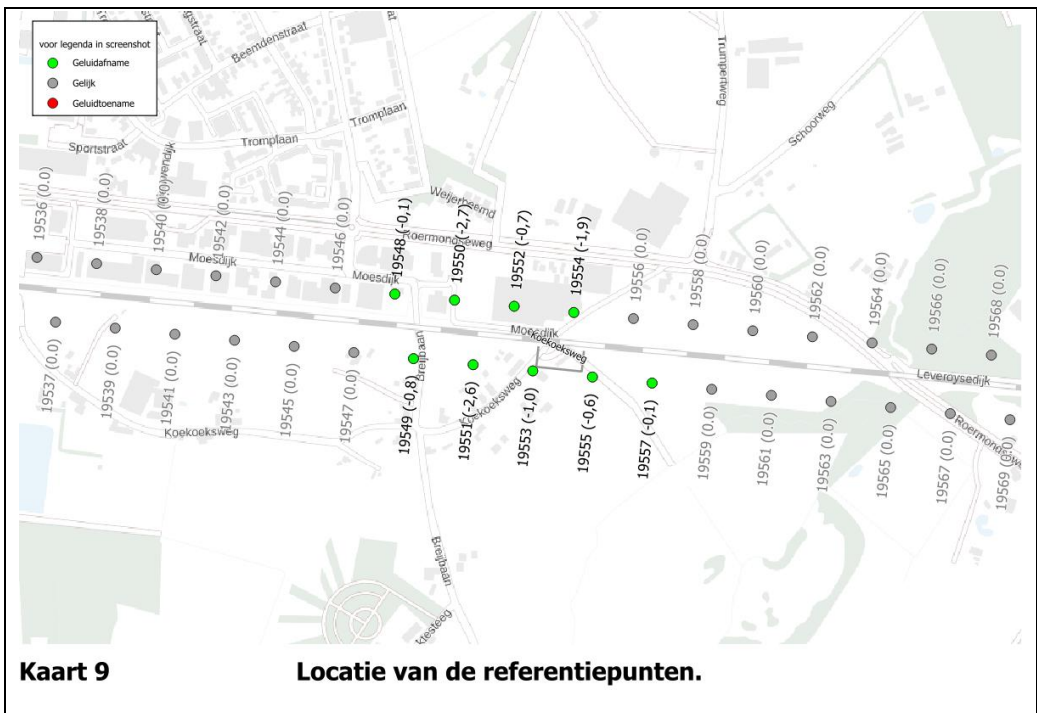 voor legenda in screenshot
Geluidafname
Gelijk
Geluidtoename
Beemdenstraat
Tromplaan
Tromplaan
Sportstraat
Trumpertweg
Schoorweg
Weijerbeemd
Roermondseweg
Moesdijk
Moesdijk
Moesdijk
Koekoeksweg
Koekoeksweg
Koekoeksweg
Breijbaan
Breijbaan
Leveroysedijk
Roermondseweg
19536 (0.0)
19538 (0.0)
19540 (0.0)
19542 (0.0)
19544 (0.0)
19546 (0.0)
19548 (-0,1)
19550 (-2,7)
19552 (-0,7)
19554 (-1,9)
19556 (0.0)
19558 (0.0)
19560 (0.0)
19562 (0.0)
19564 (0.0)
19566 (0.0)
19568 (0.0)
19537 (0.0)
19539 (0.0)
19541 (0.0)
19543 (0.0)
19545 (0.0)
19547 (0.0)
19549 (-0,8)
19551 (-2,6)
19553 (-1,0)
19555 (-0,6)
19557 (-0,1)
19559 (0.0)
19561 (0.0)
19563 (0.0)
19565 (0.0)
19567 (0.0)
19569 (0.0)
Kaart 9 Locatie van de referentiepunten.